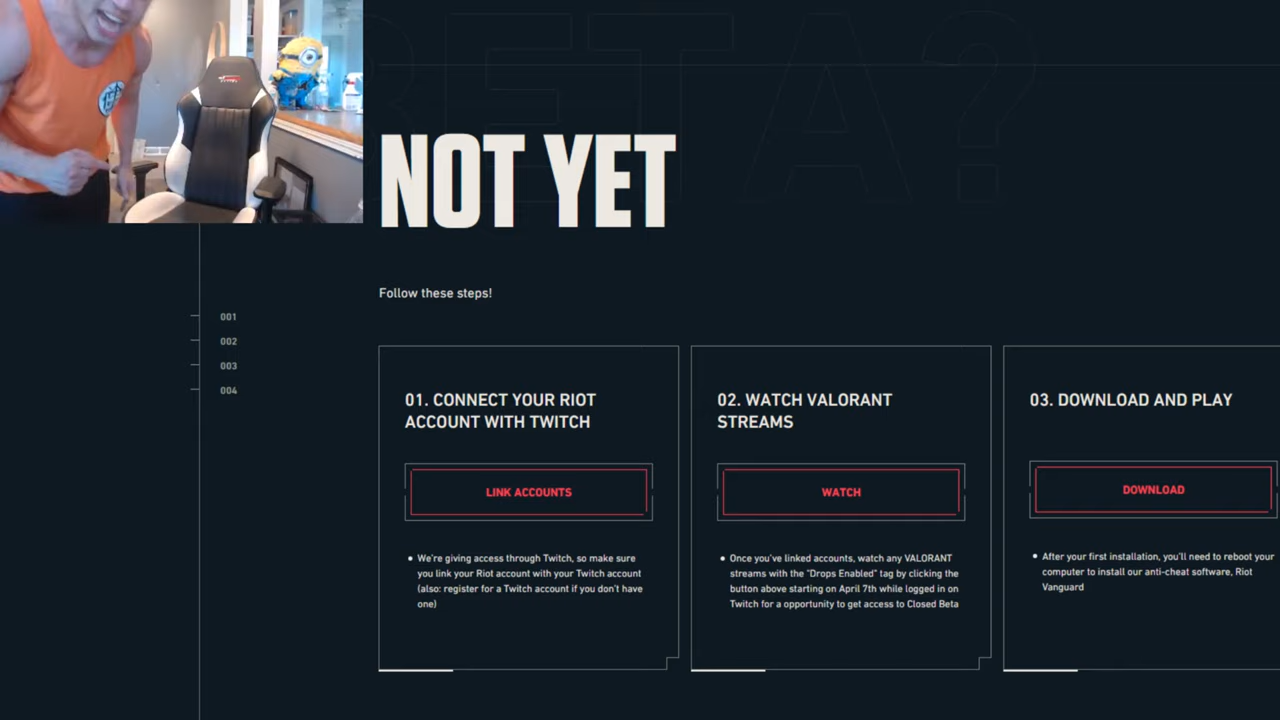 BETA?
NOT YET
Follow these steps!
001
002
003
004
01. CONNECT YOUR RIOT
ACCOUNT WITH TWITCH
LINK ACCOUNTS
• We're giving access through Twitch, so make sure
you link your Riot account with your Twitch account
(also: register for a Twitch account if you don't have
one)
02. WATCH VALORANT
STREAMS
WATCH
• Once you've linked accounts, watch any VALORANT
streams with the "Drops Enabled" tag by clicking the
button above starting on April 7th while logged in on
Twitch for a opportunity to get access to Closed Beta
03. DOWNLOAD AND PLAY
DOWNLOAD
• After your first installation, you'll need to reboot your
computer to install our anti-cheat software, Riot
Vanguard